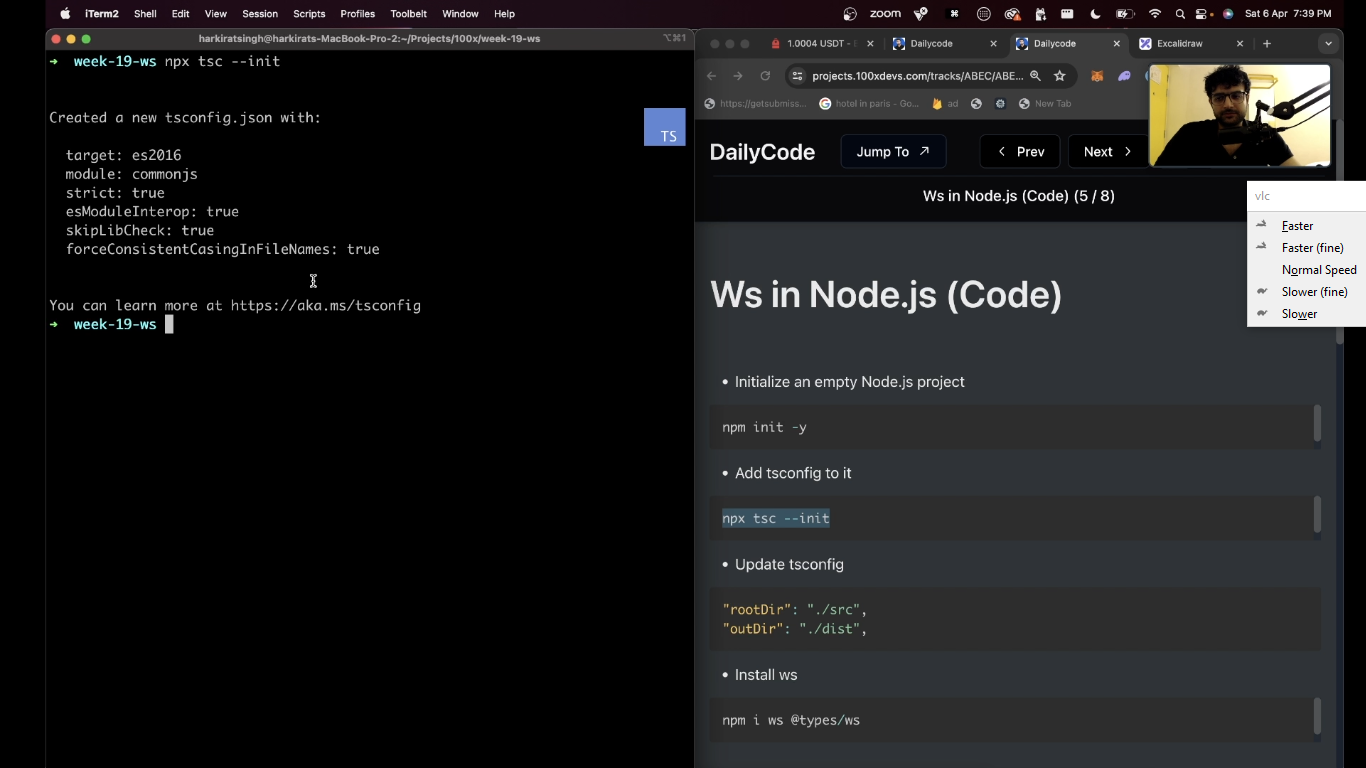 iTerm2 Shell Edit View Session Scripts Profiles Toolbelt Window Help zoom Sat 6 Apr 7:39 PM
harkiratsingh@harkirats-MacBook-Pro-2:~/Projects/100x/week-19-ws ⌥⌘1
➜ week-19-ws npx tsc --init
Created a new tsconfig.json with:
TS
target: es2016
module: commonjs
strict: true
esModuleInterop: true
skipLibCheck: true
forceConsistentCasingInFileNames: true
You can learn more at https://aka.ms/tsconfig
➜ week-19-ws
1.0004 USDT - Dailycode Dailycode Excalidraw
projects.100xdevs.com/tracks/ABEC/ABE...
https://getsubmiss... hotel in paris - Go... ad New Tab
DailyCode Jump To Prev Next
Ws in Node.js (Code) (5 / 8)
vlc
Faster
Faster (fine)
Normal Speed
Slower (fine)
Slower
Ws in Node.js (Code)
• Initialize an empty Node.js project
npm init -y
• Add tsconfig to it
npx tsc --init
• Update tsconfig
"rootDir": "./src",
"outDir": "./dist",
• Install ws
npm i ws @types/ws